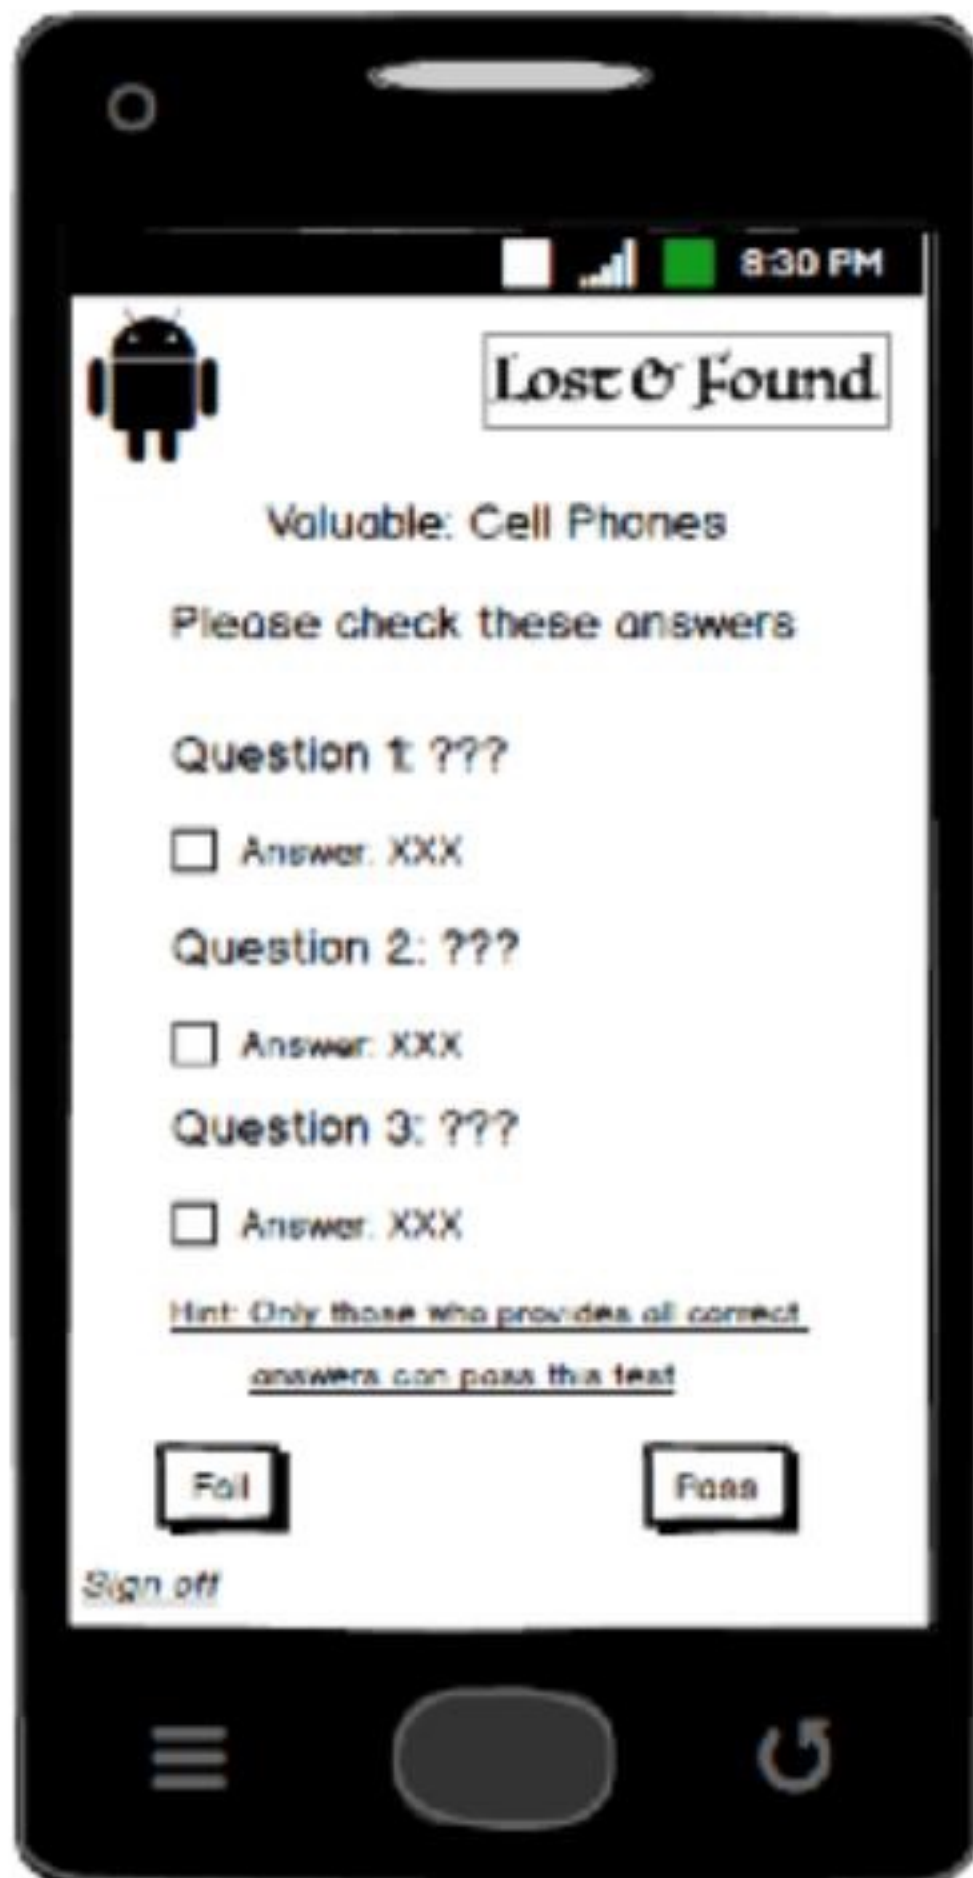 8:30 PM
Lost & Found
Valuable: Cell Phones
Please check these answers
Question 1: ???
Answer: XXX
Question 2: ???
Answer: XXX
Question 3: ???
Answer: XXX
Hint: Only those who provides all correct
answers can pass this test
Fail
Pass
Sign off